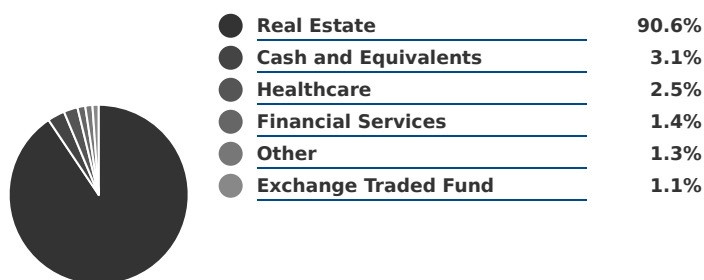 Real Estate 90.6%
Cash and Equivalents 3.1%
Healthcare 2.5%
Financial Services 1.4%
Other 1.3%
Exchange Traded Fund 1.1%